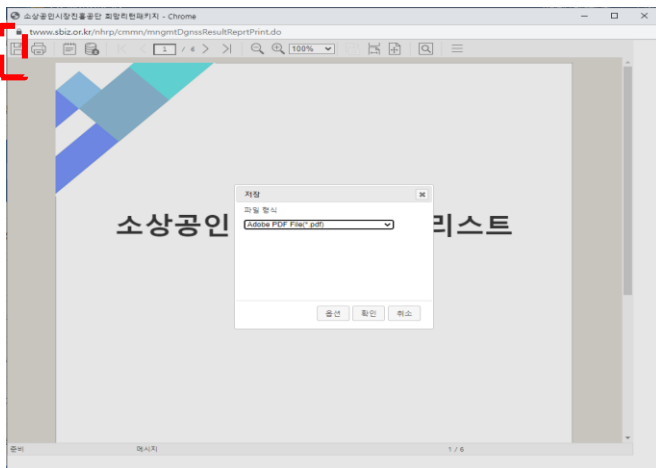 소상공인시장진흥공단 희망리턴패키지 - Chrome
twww.sbiz.or.kr/nhrp/cmmn/mngmtDgnssResultReprtPrint.do
1 / 6 100%
저장
파일 형식
소상공인 리스트
Adobe PDF File(*.pdf)
옵션 확인 취소
준비 메시지 1 / 6